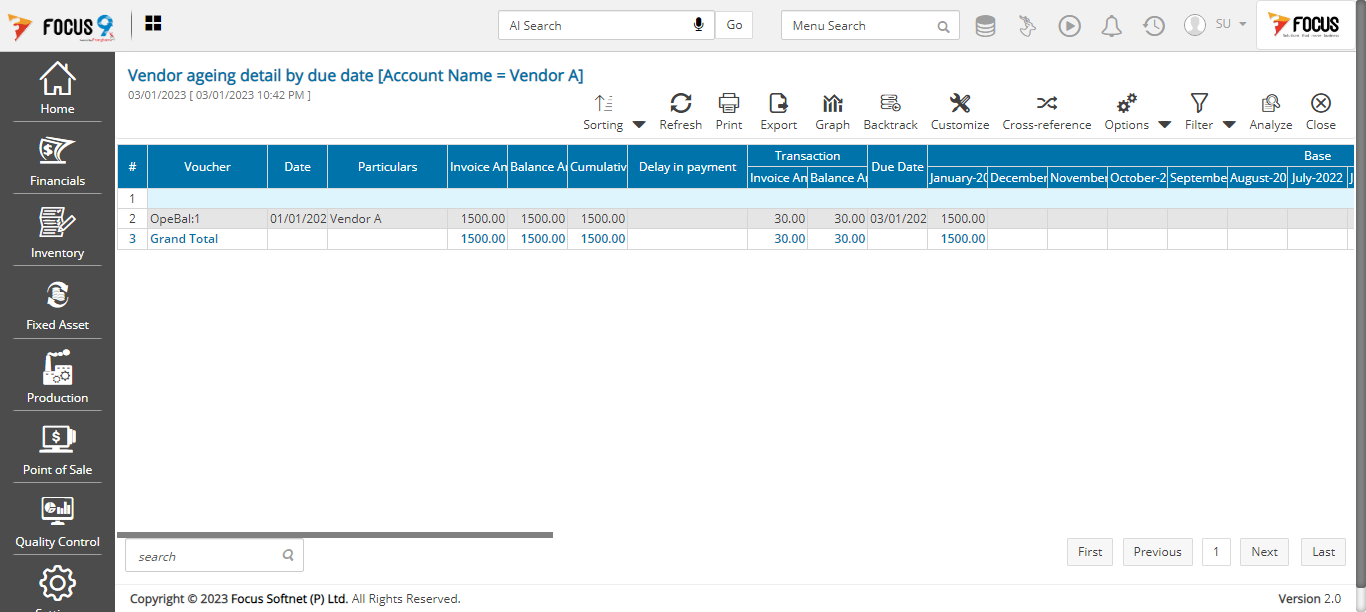 FOCUS 9
AI Search
Go
Menu Search
SU
FOCUS
Home
Financials
Inventory
Fixed Asset
Production
Point of Sale
Quality Control
Vendor ageing detail by due date [Account Name = Vendor A]
03/01/2023 [ 03/01/2023 10:42 PM ]
Sorting Refresh Print Export Graph Backtrack Customize Cross-reference Options Filter Analyze Close
Transaction Base
# Voucher Date Particulars Invoice An Balance A Cumulativ Delay in payment Due Date
Invoice An Balance A January-20 December November October-2 Septembe August-20 July-2022 J
1
2 OpeBal:1 01/01/202 Vendor A 1500.00 1500.00 1500.00 30.00 30.00 03/01/202 1500.00
3 Grand Total 1500.00 1500.00 1500.00 30.00 30.00 1500.00
search
First Previous 1 Next Last
Copyright © 2023 Focus Softnet (P) Ltd. All Rights Reserved.
Version 2.0